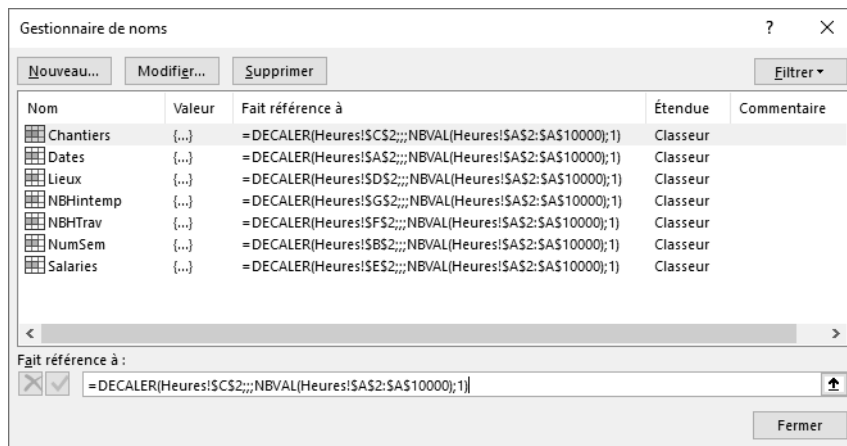 Gestionnaire de noms ? ×
Nouveau... Modifier... Supprimer Filtrer
Nom Valeur Fait référence à Étendue Commentaire
Chantiers {...} =DECALER(Heures!$C$2;;;NBVAL(Heures!$A$2:$A$10000);1) Classeur
Dates {...} =DECALER(Heures!$A$2;;;NBVAL(Heures!$A$2:$A$10000);1) Classeur
Lieux {...} =DECALER(Heures!$D$2;;;NBVAL(Heures!$A$2:$A$10000);1) Classeur
NBHintemp {...} =DECALER(Heures!$G$2;;;NBVAL(Heures!$A$2:$A$10000);1) Classeur
NBHTrav {...} =DECALER(Heures!$F$2;;;NBVAL(Heures!$A$2:$A$10000);1) Classeur
NumSem {...} =DECALER(Heures!$B$2;;;NBVAL(Heures!$A$2:$A$10000);1) Classeur
Salaries {...} =DECALER(Heures!$E$2;;;NBVAL(Heures!$A$2:$A$10000);1) Classeur
Fait référence à :
=DECALER(Heures!$C$2;;;NBVAL(Heures!$A$2:$A$10000);1)
Fermer